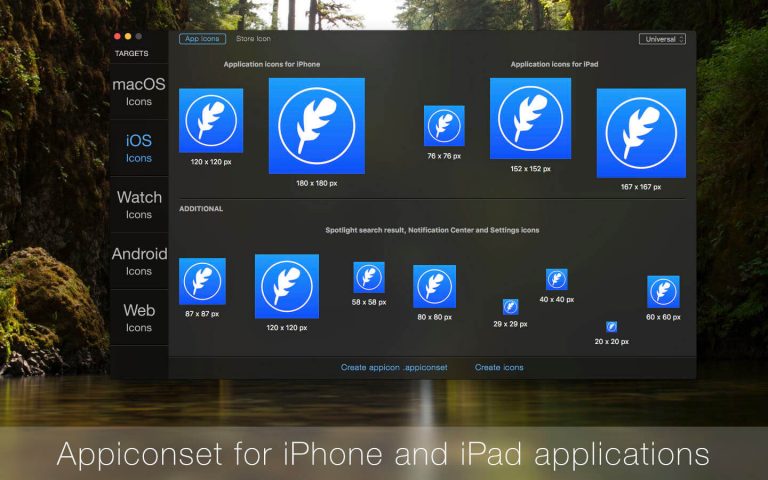 App Icons
Store Icon
Universal
TARGETS
macOS
Icons
iOS
Icons
Watch
Icons
Android
Icons
Web
Icons
Application icons for iPhone
Application icons for iPad
120 x 120 px
180 x 180 px
76 x 76 px
152 x 152 px
167 x 167 px
ADDITIONAL
Spotlight search result, Notification Center and Settings icons
87 x 87 px
120 x 120 px
58 x 58 px
80 x 80 px
29 x 29 px
40 x 40 px
20 x 20 px
60 x 60 px
Create appicon .appiconset
Create icons
Appiconset for iPhone and iPad applications